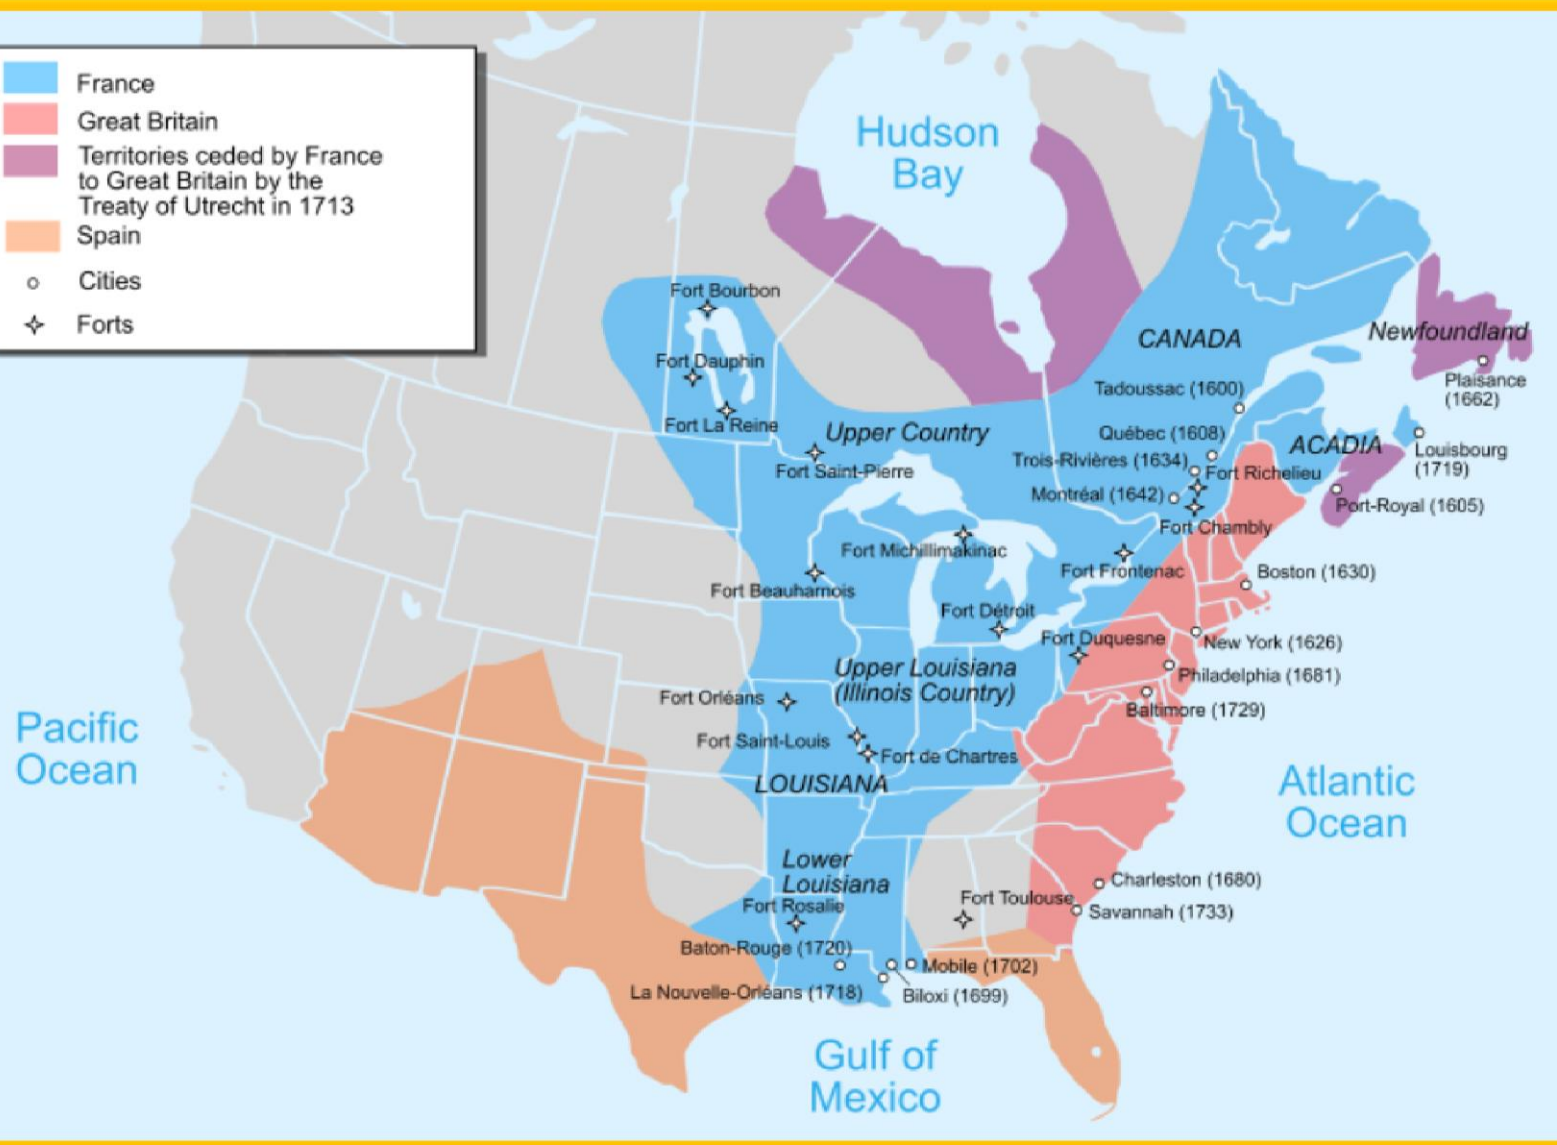 France
Great Britain
Territories ceded by France
to Great Britain by the
Treaty of Utrecht in 1713
Spain
Cities
Forts
Hudson
Bay
Fort Bourbon
Fort Dauphin
Fort La Reine
CANADA
Newfoundland
Plaisance
(1662)
Tadoussac (1600)
Upper Country
Québec (1608)
ACADIA
Louisbourg
(1719)
Trois-Rivières (1634)
Fort Richelieu
Fort Saint-Pierre
Montréal (1642)
Port-Royal (1605)
Fort Chambly
Fort Michillimakinac
Fort Frontenac
Boston (1630)
Fort Beauharnois
Fort Détroit
Fort Duquesne
New York (1626)
Upper Louisiana
(Illinois Country)
Philadelphia (1681)
Fort Orléans
Baltimore (1729)
Pacific
Ocean
Fort Saint-Louis
Fort de Chartres
LOUISIANA
Atlantic
Ocean
Lower
Louisiana
Charleston (1680)
Fort Toulouse
Fort Rosalie
Savannah (1733)
Baton-Rouge (1720)
Mobile (1702)
La Nouvelle-Orléans (1718)
Biloxi (1699)
Gulf of
Mexico